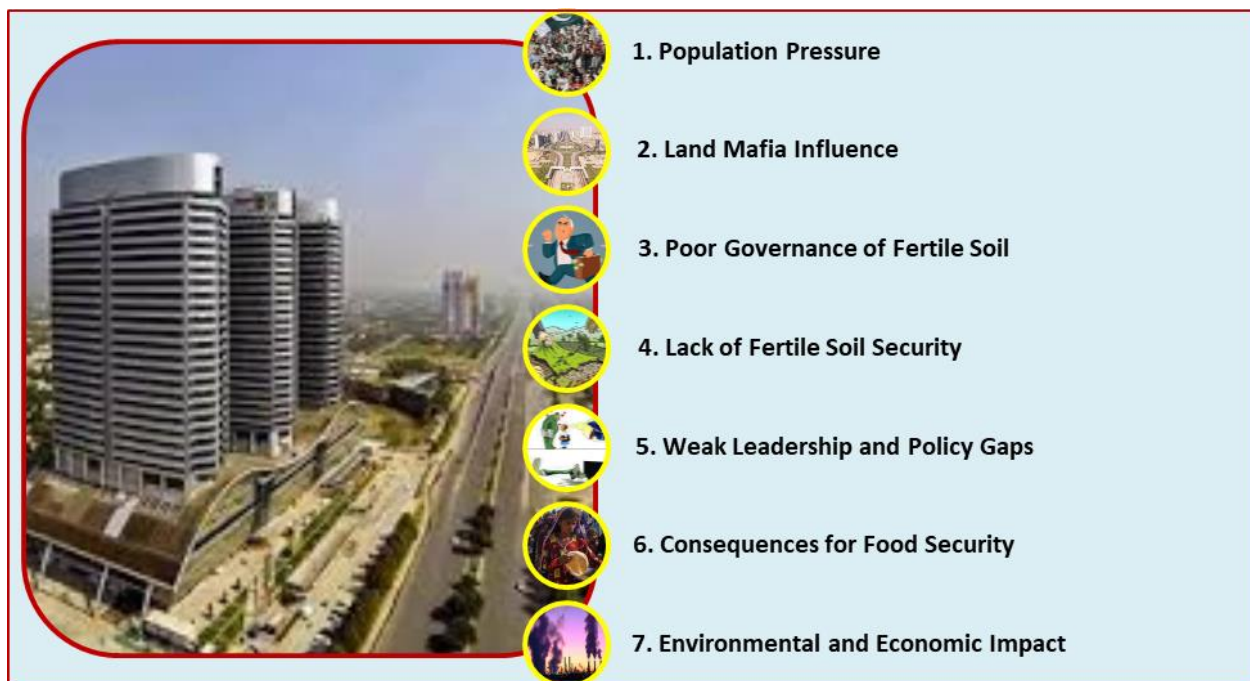 1. Population Pressure
2. Land Mafia Influence
3. Poor Governance of Fertile Soil
4. Lack of Fertile Soil Security
5. Weak Leadership and Policy Gaps
6. Consequences for Food Security
7. Environmental and Economic Impact